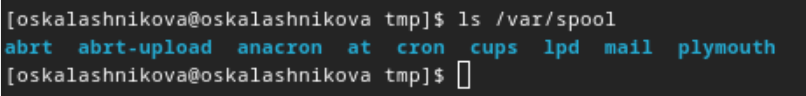 [oskalashnikova@oskalashnikova tmp]$ ls /var/spool
abrt abrt-upload anacron at cron cups lpd mail plymouth
[oskalashnikova@oskalashnikova tmp]$